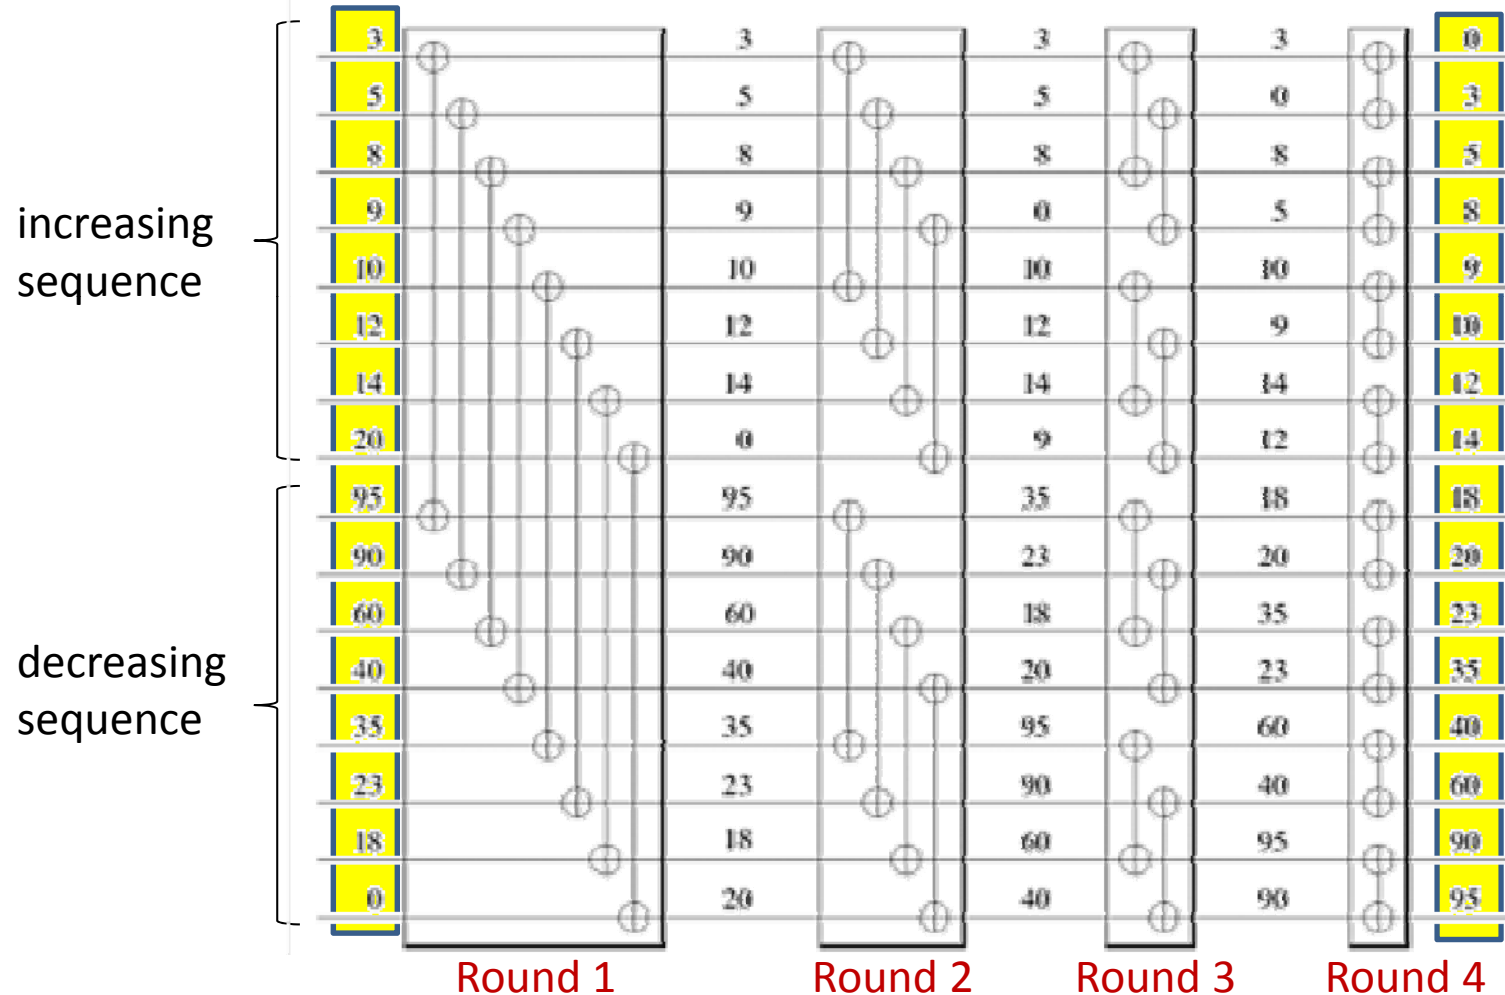 3 3 3 3 0
5 5 5 0 3
8 8 8 8 5
increasing
sequence
9 9 0 5 8
10 10 10 10 9
12 12 12 9 10
14 14 14 14 12
20 0 9 12 14
95 95 35 18 18
90 90 23 20 20
60 60 18 35 23
decreasing
sequence
40 40 20 23 35
35 35 95 60 40
23 23 90 40 60
18 18 60 95 90
0 20 40 90 95
Round 1 Round 2 Round 3 Round 4